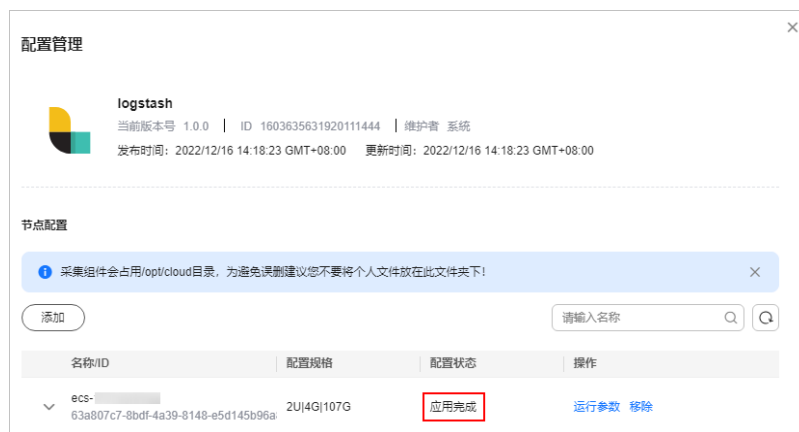 配置管理
logstash
当前版本号 1.0.0 | ID 1603635631920111444 | 维护者 系统
发布时间：2022/12/16 14:18:23 GMT+08:00 更新时间：2022/12/16 14:18:23 GMT+08:00
节点配置
采集组件会占用/opt/cloud目录，为避免误删建议您不要将个人文件放在此文件夹下！
添加 请输入名称
名称/ID 配置规格 配置状态 操作
ecs-
2U|4G|107G 应用完成 运行参数 移除
63a807c7-8bdf-4a39-8148-e5d145b96a